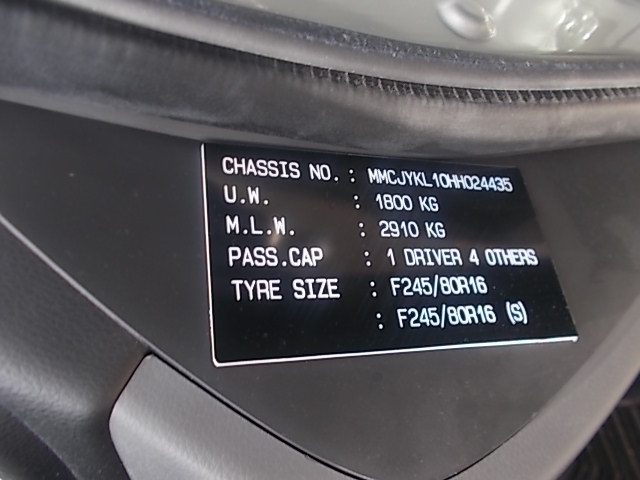 CHASSIS NO. : MMCJYKL10HH024435
U.W. : 1800 KG
M.L.W. : 2910 KG
PASS.CAP : 1 DRIVER 4 OTHERS
TYRE SIZE : F245/80R16
: F245/80R16 (S)